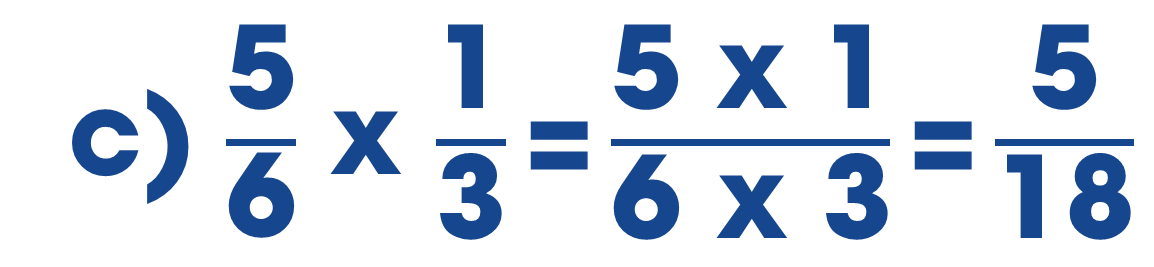 c) 5/6 x 1/3 = 5 x 1/6 x 3 = 5/18